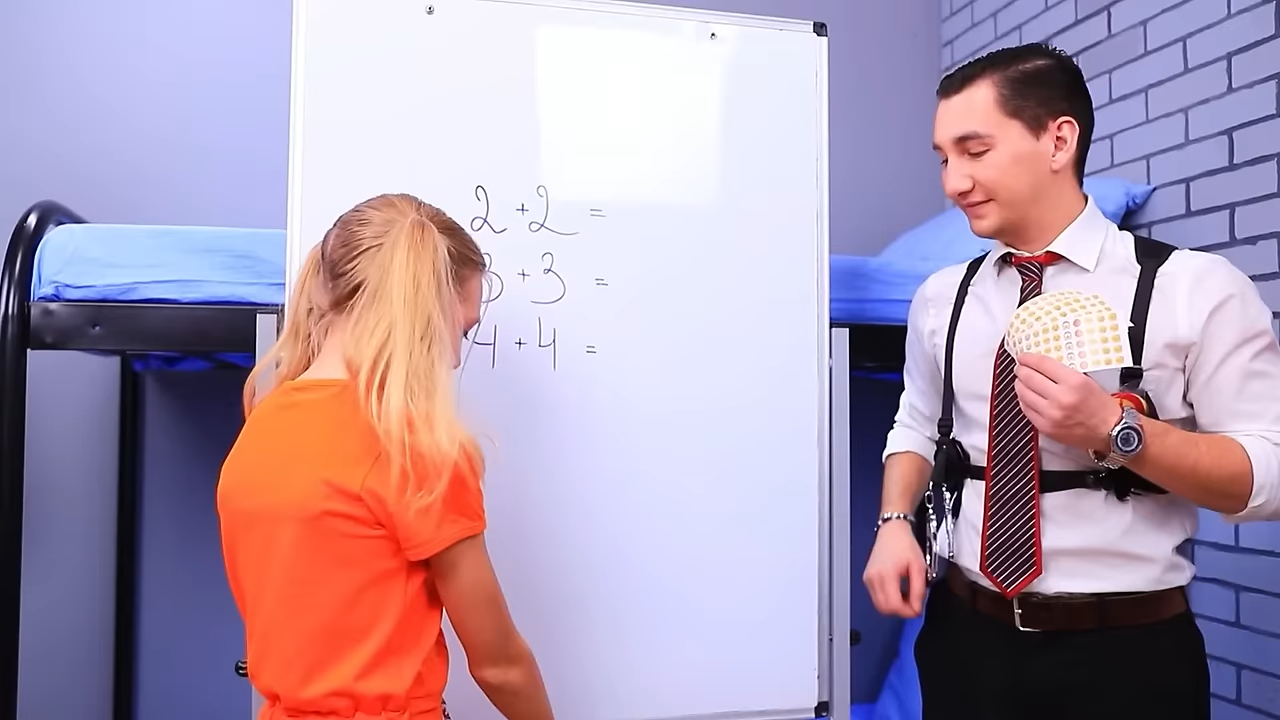 2 + 2 =
3 + 3 =
4 + 4 =